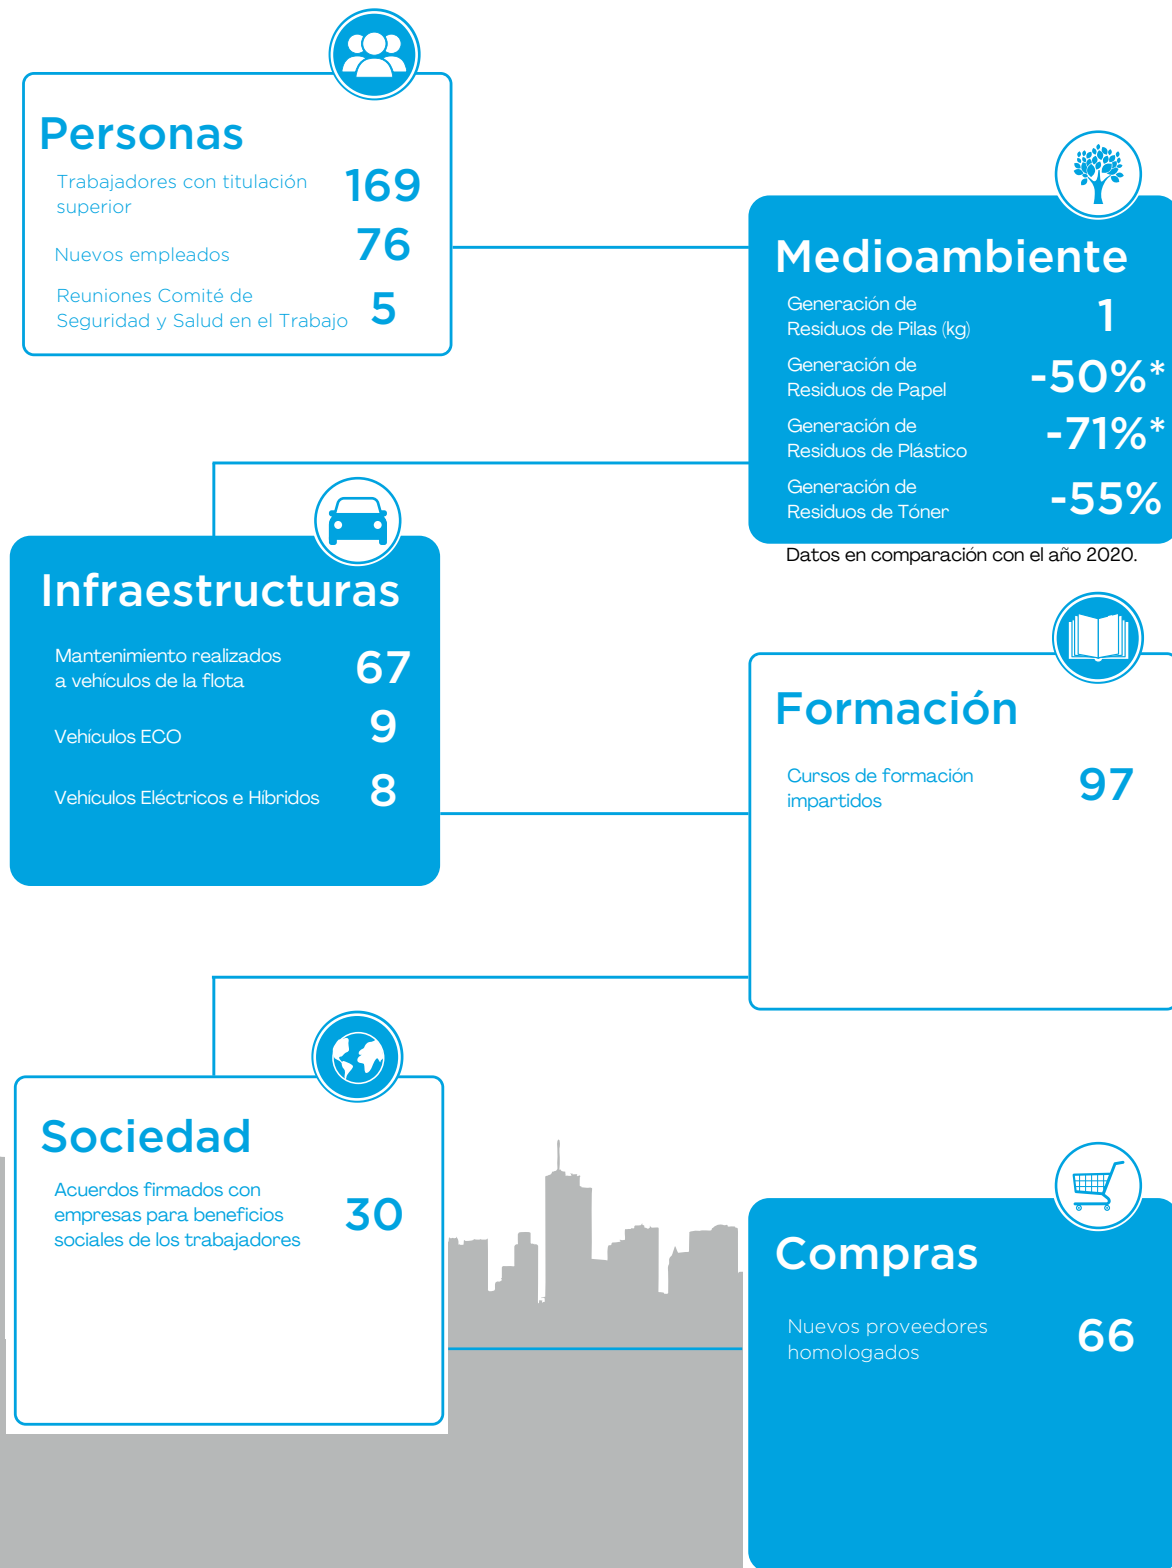 Personas
Trabajadores con titulación
superior
169
Nuevos empleados
76
Reuniones Comité de
Seguridad y Salud en el Trabajo
5
Medioambiente
Generación de
Residuos de Pilas (kg)
1
Generación de
Residuos de Papel
-50%*
Generación de
Residuos de Plástico
-71%*
Generación de
Residuos de Tóner
-55%
Datos en comparación con el año 2020.
Infraestructuras
Mantenimiento realizados
a vehículos de la flota
67
Vehículos ECO
9
Vehículos Eléctricos e Híbridos
8
Formación
Cursos de formación
impartidos
97
Sociedad
Acuerdos firmados con
empresas para beneficios
sociales de los trabajadores
30
Compras
Nuevos proveedores
homologados
66